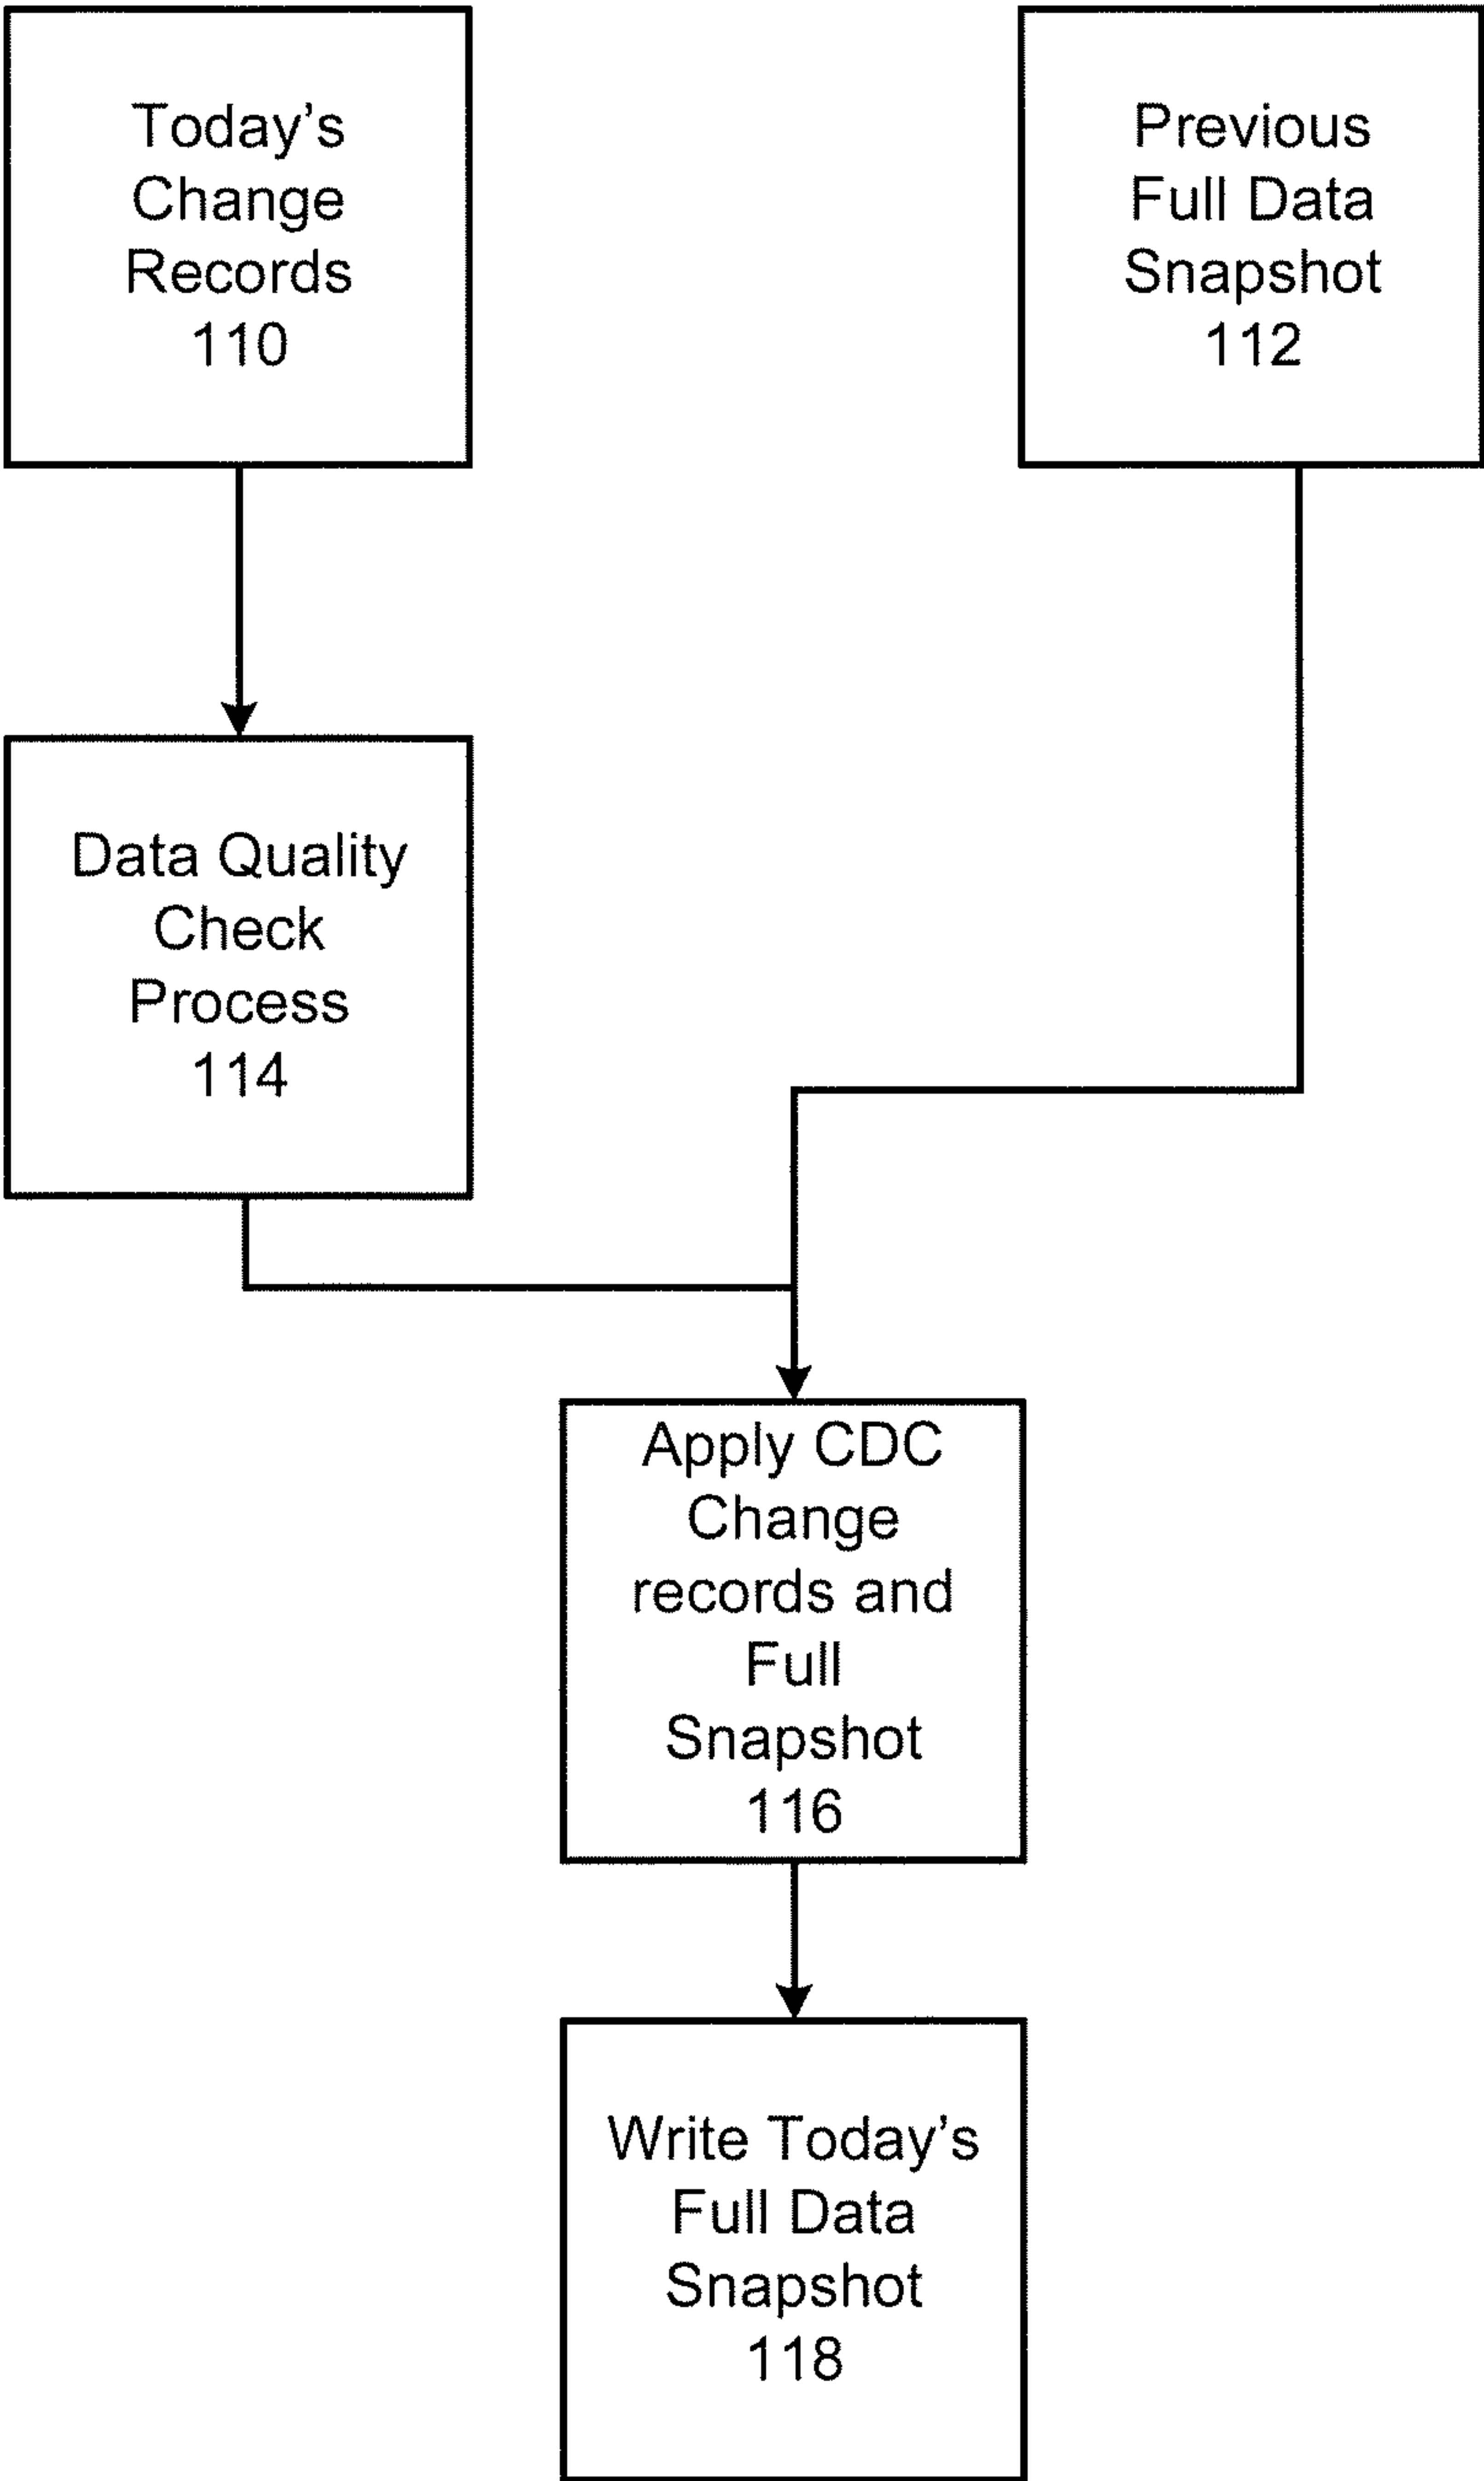 Today's
Change
Records
110
Previous
Full Data
Snapshot
112
Data Quality
Check
Process
114
Apply CDC
Change
records and
Full
Snapshot
116
Write Today's
Full Data
Snapshot
118